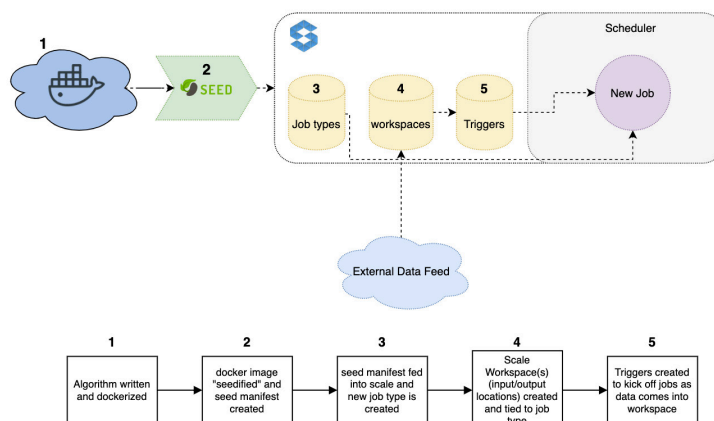 1
2
SEED
Scheduler
3
Job types
4
workspaces
5
Triggers
New Job
External Data Feed
1
Algorithm written
and dockerized
2
docker image
"seedified" and
seed manifest
created
3
seed manifest fed
into scale and
new job type is
created
4
Scale
Workspace(s)
(input/output
locations) created
and tied to job
type
5
Triggers created
to kick off jobs as
data comes into
workspace